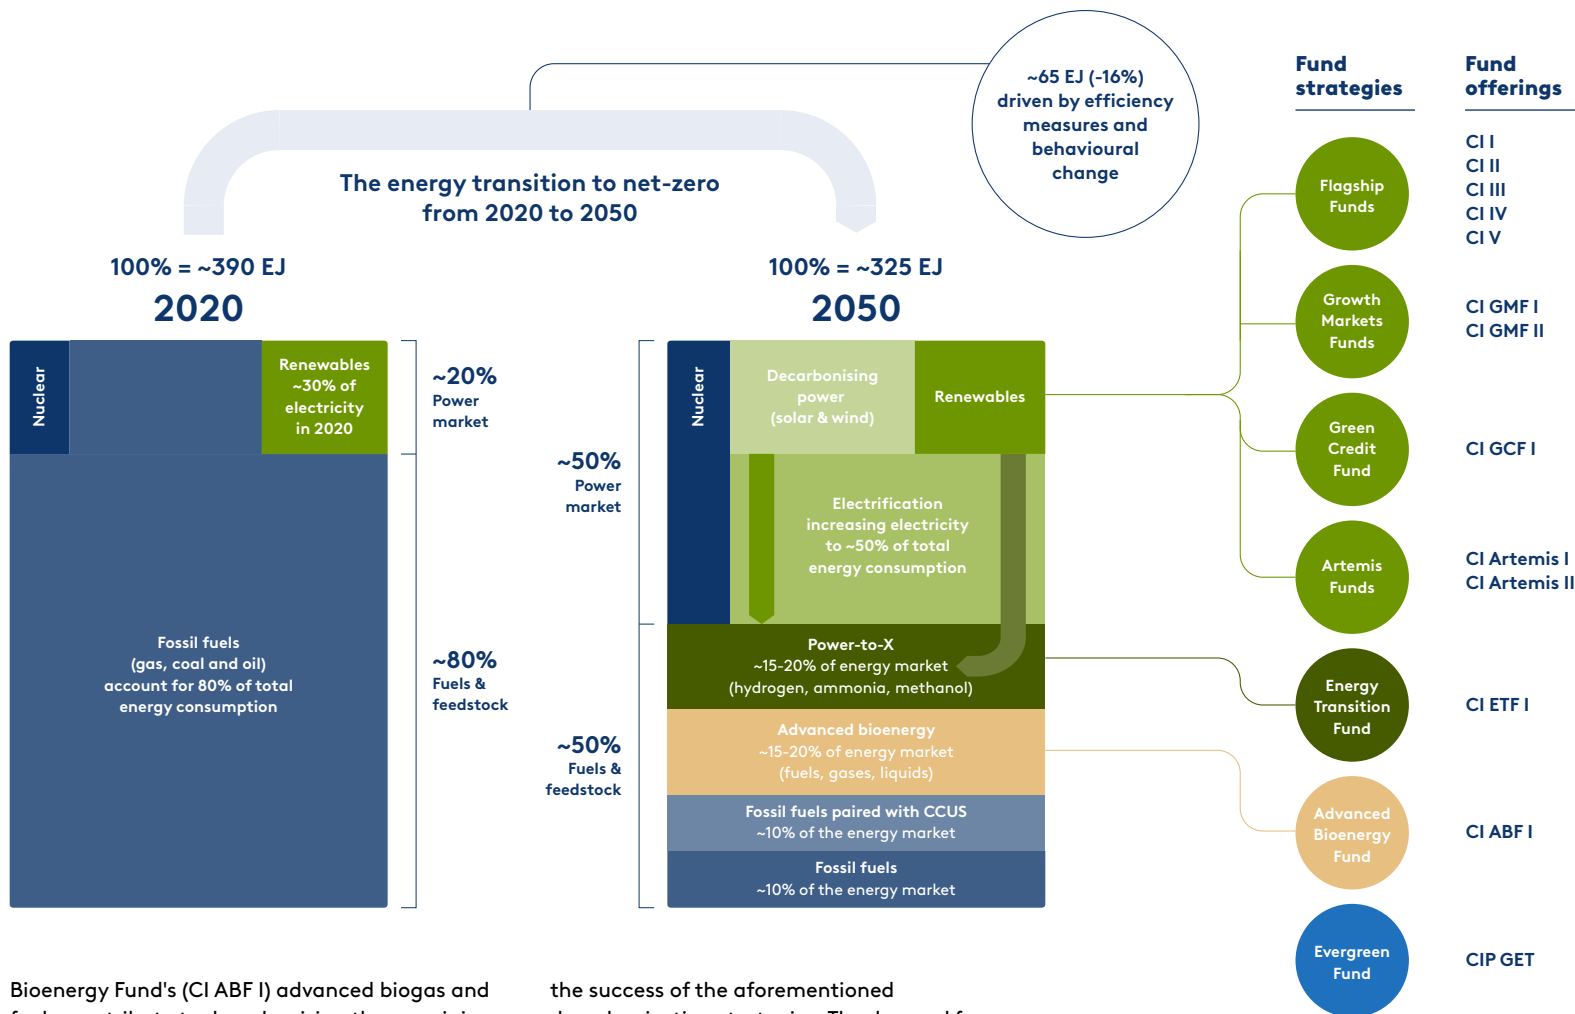 ~65 EJ (-16%)
driven by efficiency
measures and
behavioural
change
The energy transition to net-zero
from 2020 to 2050
100% = ~390 EJ
2020
Nuclear
Renewables
~30% of
electricity
in 2020
~20%
Power
market
Fossil fuels
(gas, coal and oil)
account for 80% of total
energy consumption
~80%
Fuels &
feedstock
100% = ~325 EJ
2050
~50%
Power
market
Nuclear
Decarbonising
power
(solar & wind)
Renewables
Electrification
increasing electricity
to ~50% of total
energy consumption
~50%
Fuels &
feedstock
Power-to-X
~15-20% of energy market
(hydrogen, ammonia, methanol)
Advanced bioenergy
~15-20% of energy market
(fuels, gases, liquids)
Fossil fuels paired with CCUS
~10% of the energy market
Fossil fuels
~10% of the energy market
Fund
strategies
Fund
offerings
Flagship
Funds
CI I
CI II
CI III
CI IV
CI V
Growth
Markets
Funds
CI GMF I
CI GMF II
Green
Credit
Fund
CI GCF I
Artemis
Funds
CI Artemis I
CI Artemis II
Energy
Transition
Fund
CI ETF I
Advanced
Bioenergy
Fund
CI ABF I
Evergreen
Fund
CIP GET
Bioenergy Fund's (CI ABF I) advanced biogas and
the success of the aforementioned